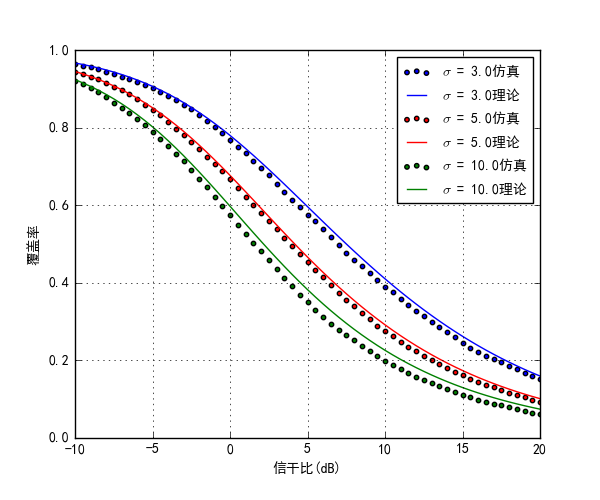 1.0
0.8
0.6
0.4
0.2
0.0
覆盖率
σ = 3.0仿真
σ = 3.0理论
σ = 5.0仿真
σ = 5.0理论
σ = 10.0仿真
σ = 10.0理论
−10 −5 0 5 10 15 20
信干比(dB)